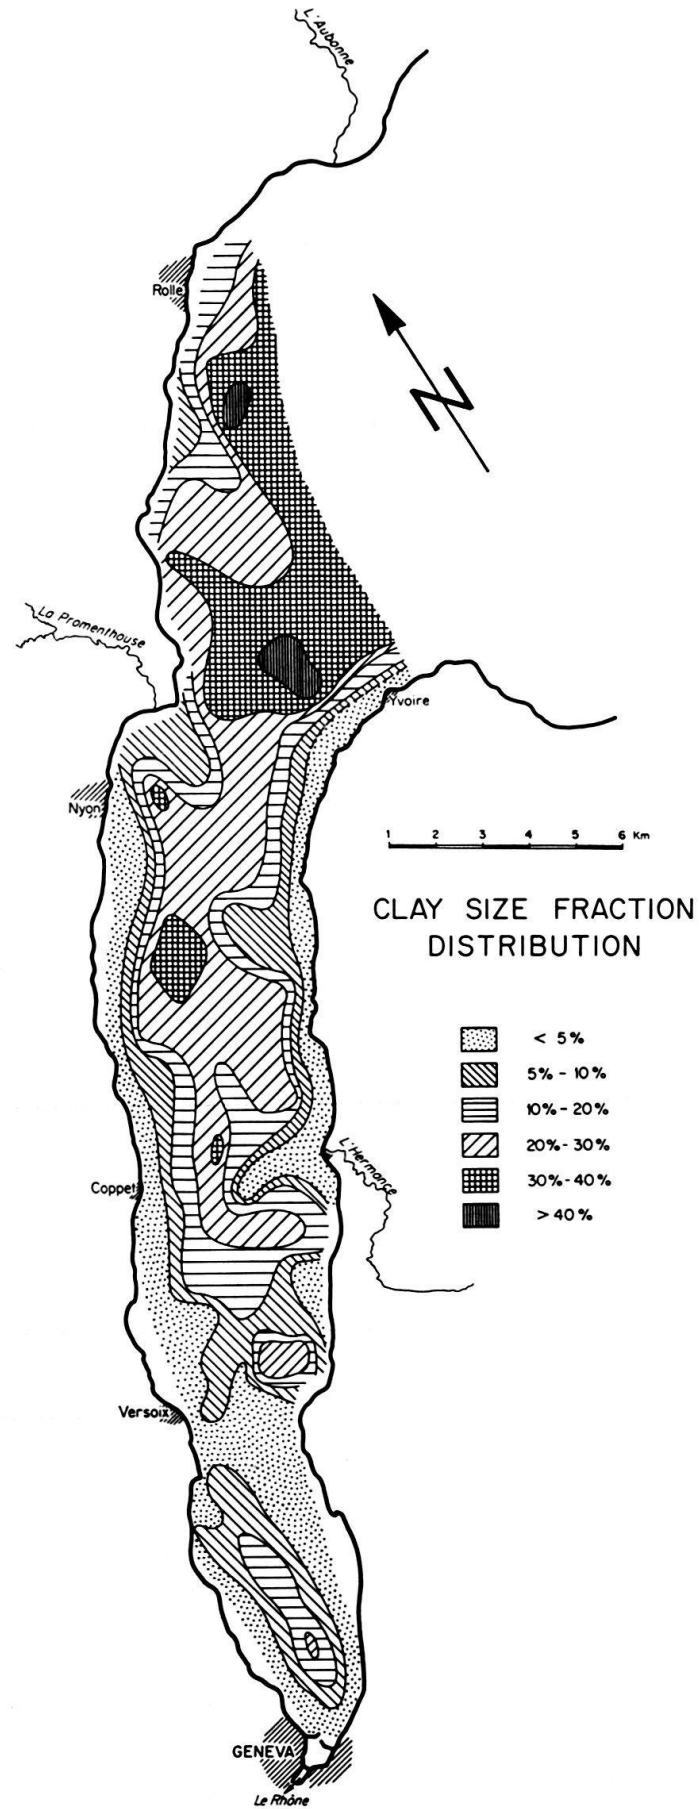 L'Aubonne
Rolle
N
La Promenthouse
Yvoire
Nyon
1 2 3 4 5 6 Km
CLAY SIZE FRACTION
DISTRIBUTION
< 5%
5% - 10%
10% - 20%
20% - 30%
30% - 40%
> 40%
L'Hermance
Coppet
Versoix
GENEVA
Le Rhône